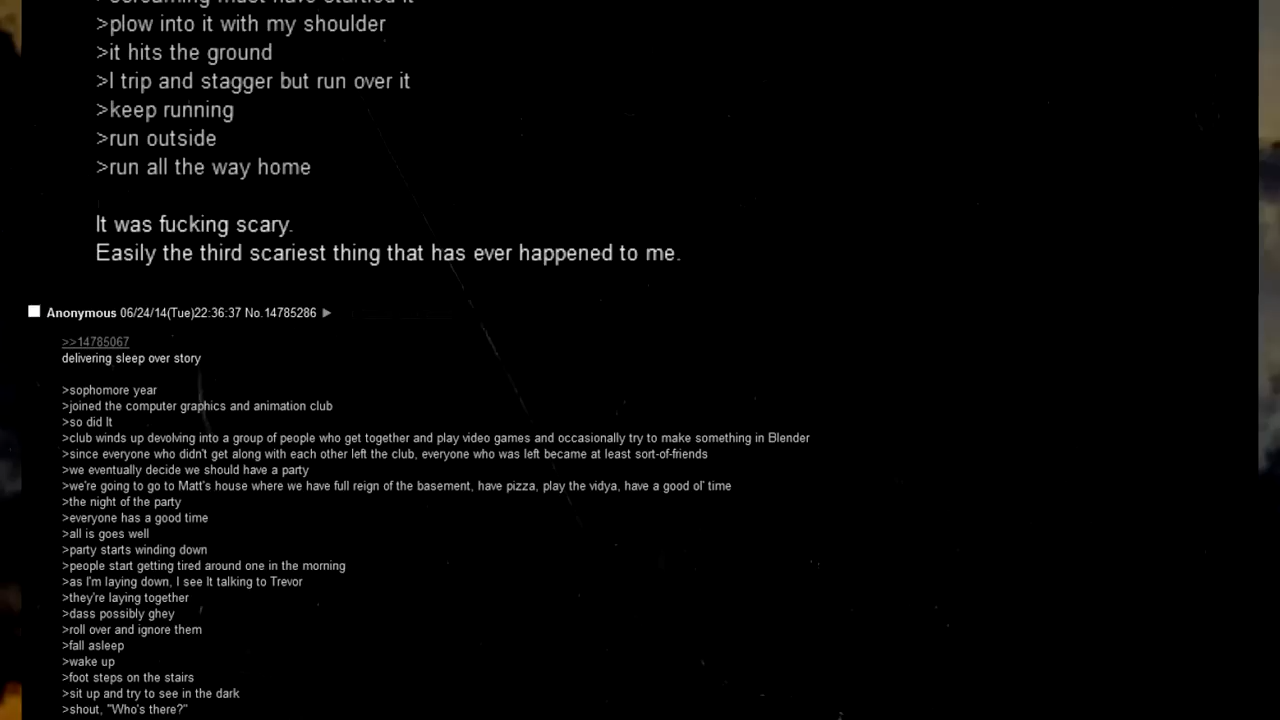 >screaming must have startled it
>plow into it with my shoulder
>it hits the ground
>I trip and stagger but run over it
>keep running
>run outside
>run all the way home
It was fucking scary.
Easily the third scariest thing that has ever happened to me.
Anonymous 06/24/14(Tue)22:36:37 No.14785286 ▶
>>14785067
delivering sleep over story
>sophomore year
>joined the computer graphics and animation club
>so did It
>club winds up devolving into a group of people who get together and play video games and occasionally try to make something in Blender
>since everyone who didn't get along with each other left the club, everyone who was left became at least sort-of-friends
>we eventually decide we should have a party
>we're going to go to Matt's house where we have full reign of the basement, have pizza, play the vidya, have a good ol' time
>the night of the party
>everyone has a good time
>all is goes well
>party starts winding down
>people start getting tired around one in the morning
>as I'm laying down, I see It talking to Trevor
>they're laying together
>dass possibly ghey
>roll over and ignore them
>fall asleep
>wake up
>foot steps on the stairs
>sit up and try to see in the dark
>shout, "Who's there?"